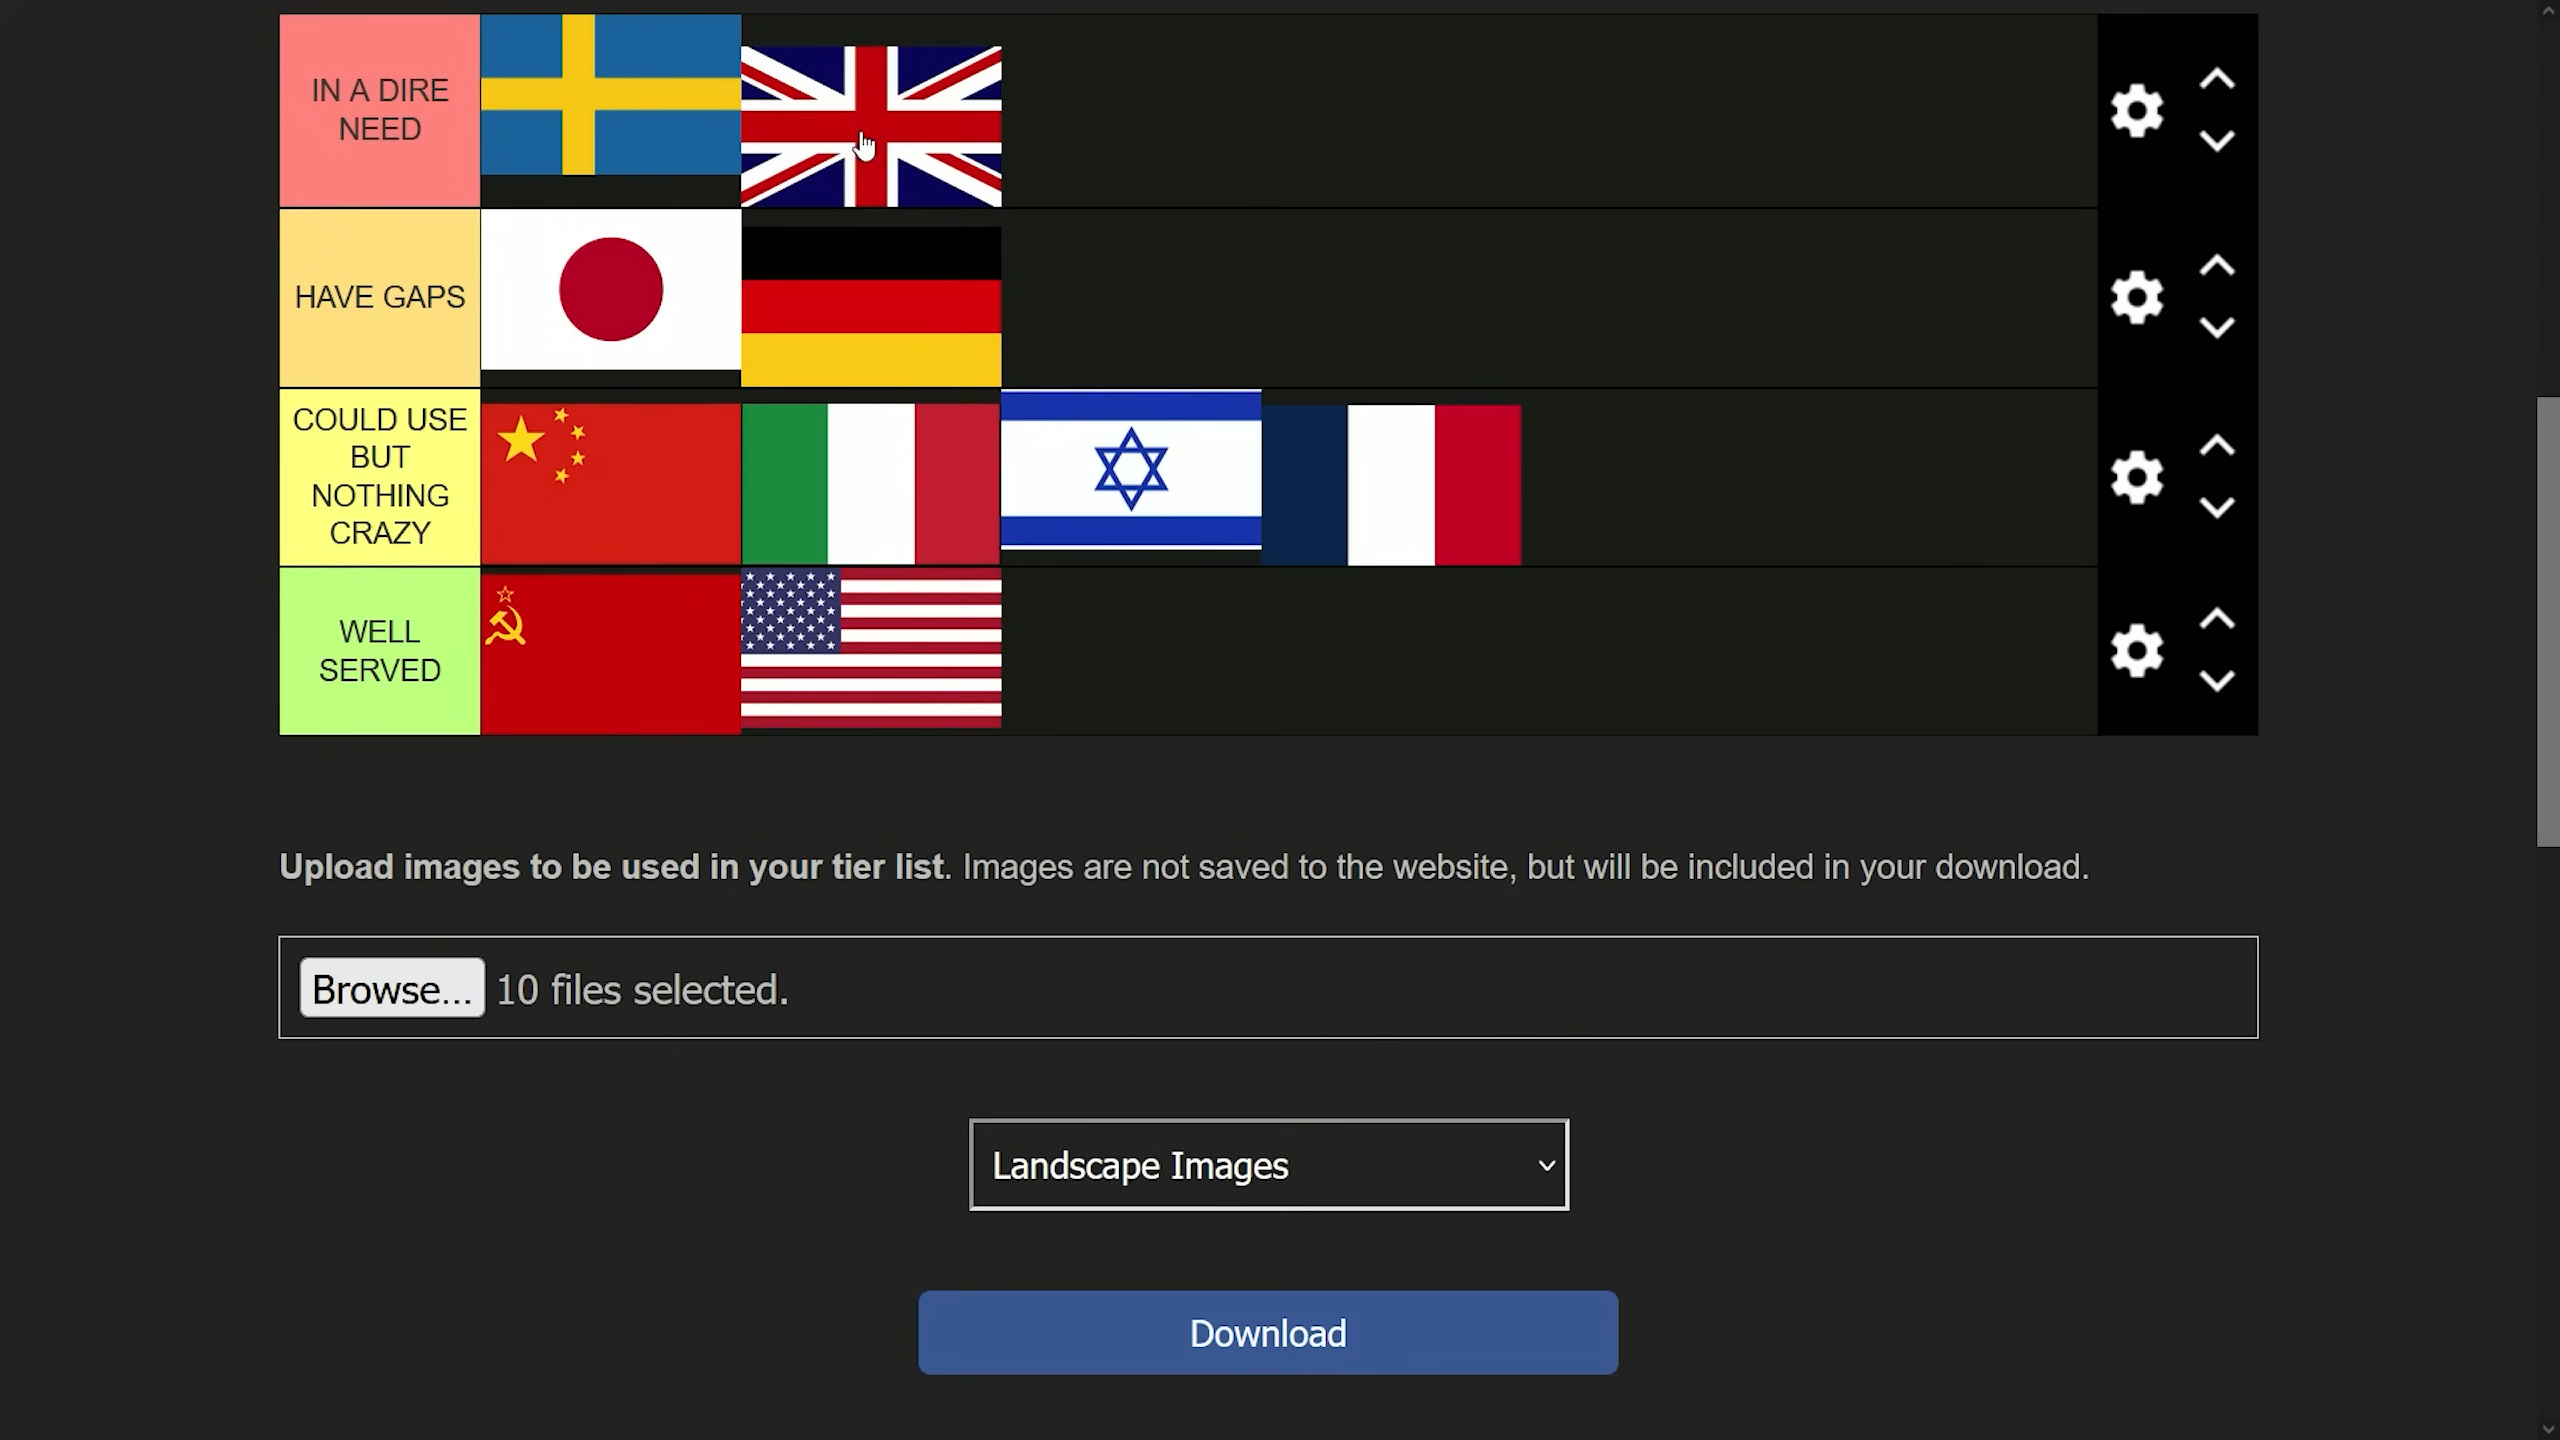 IN A DIRE
NEED
HAVE GAPS
COULD USE
BUT
NOTHING
CRAZY
WELL
SERVED
Upload images to be used in your tier list. Images are not saved to the website, but will be included in your download.
Browse... 10 files selected.
Landscape Images
Download